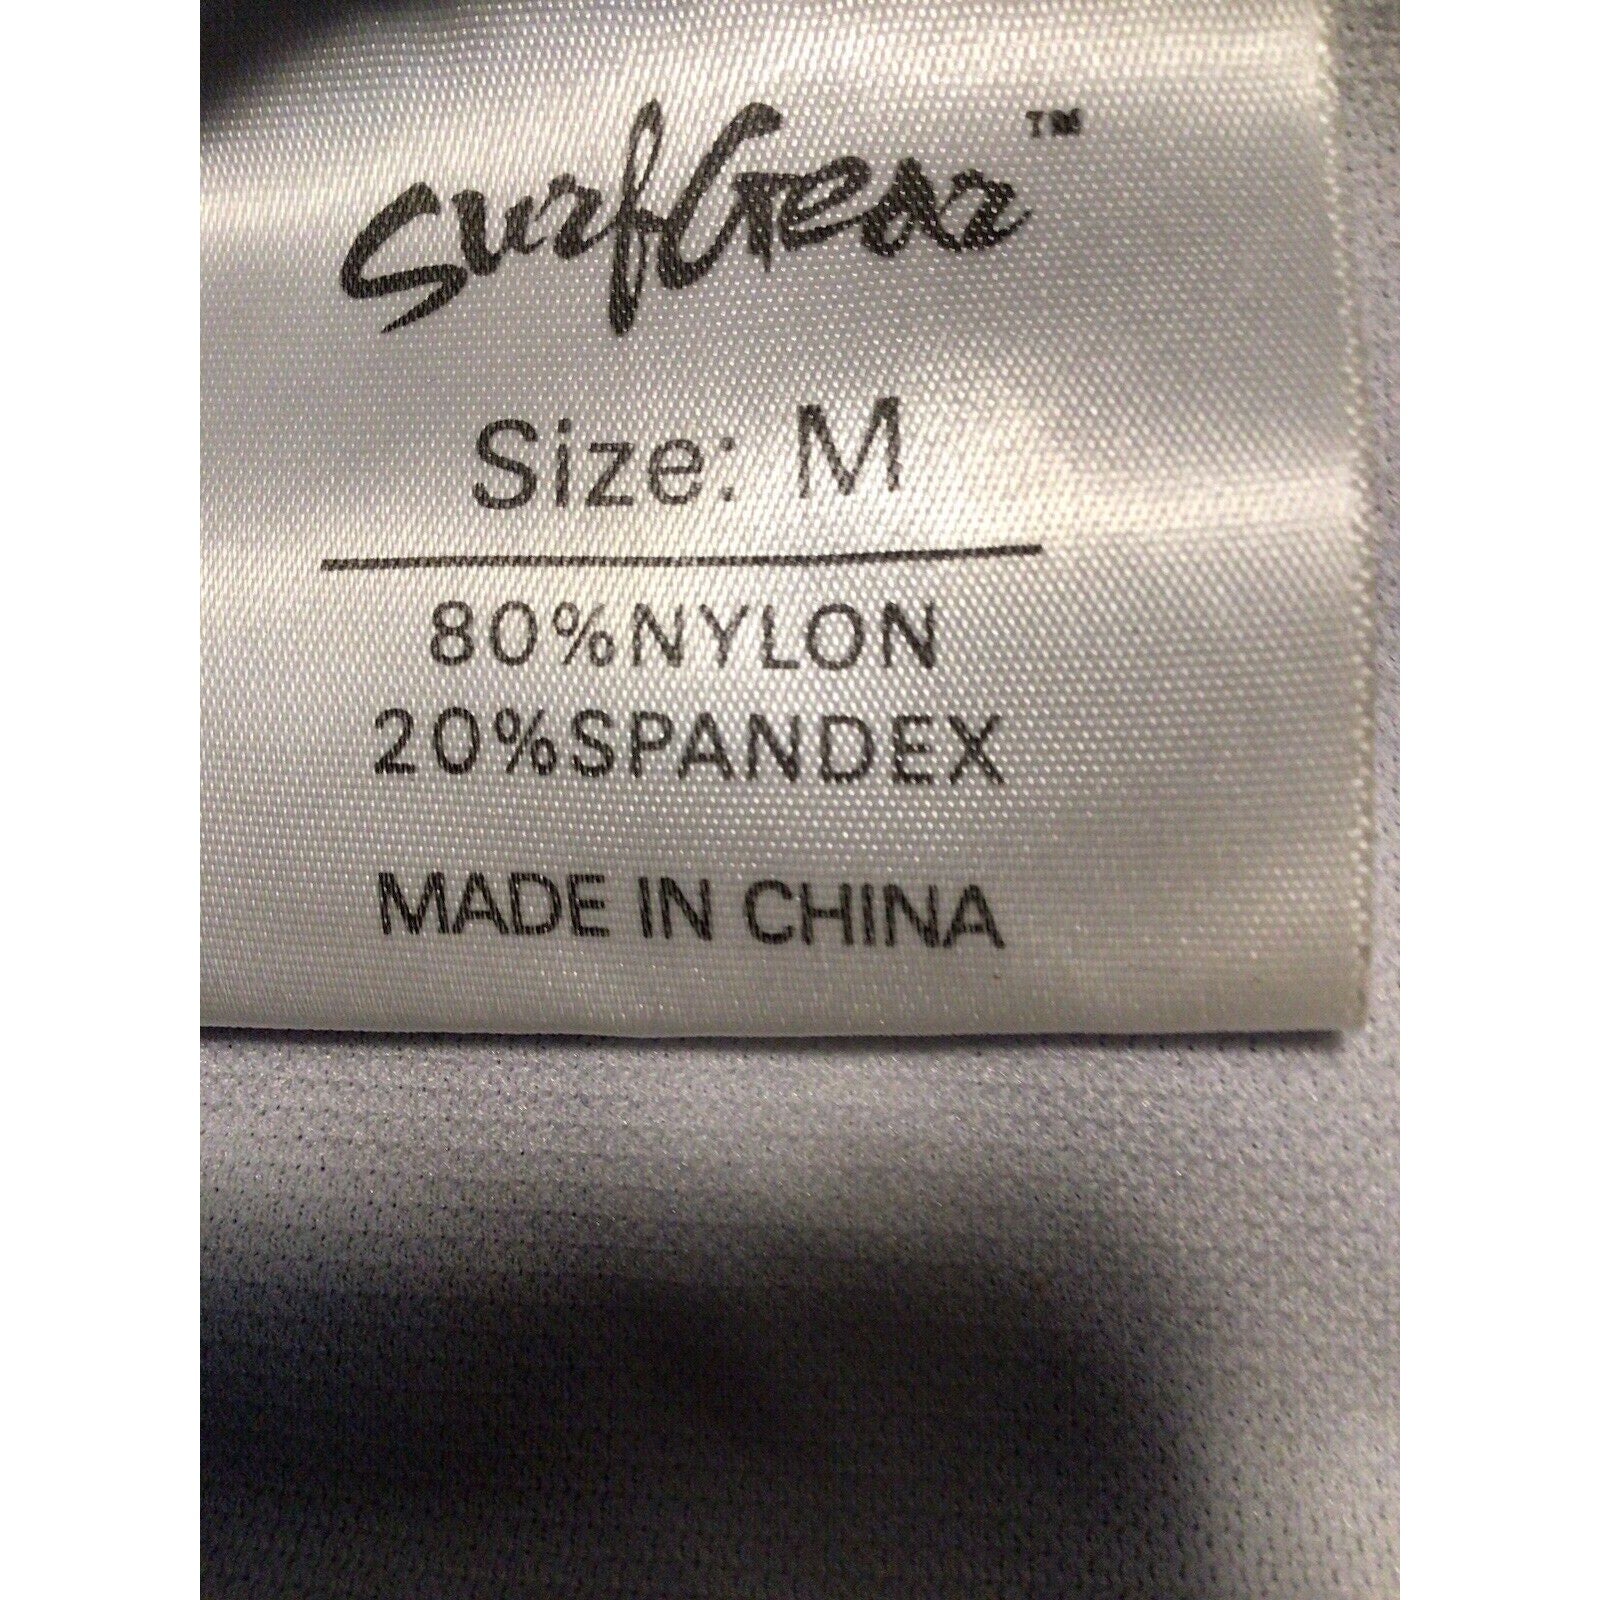 SurfGear™
Size: M
80%NYLON
20%SPANDEX
MADE IN CHINA